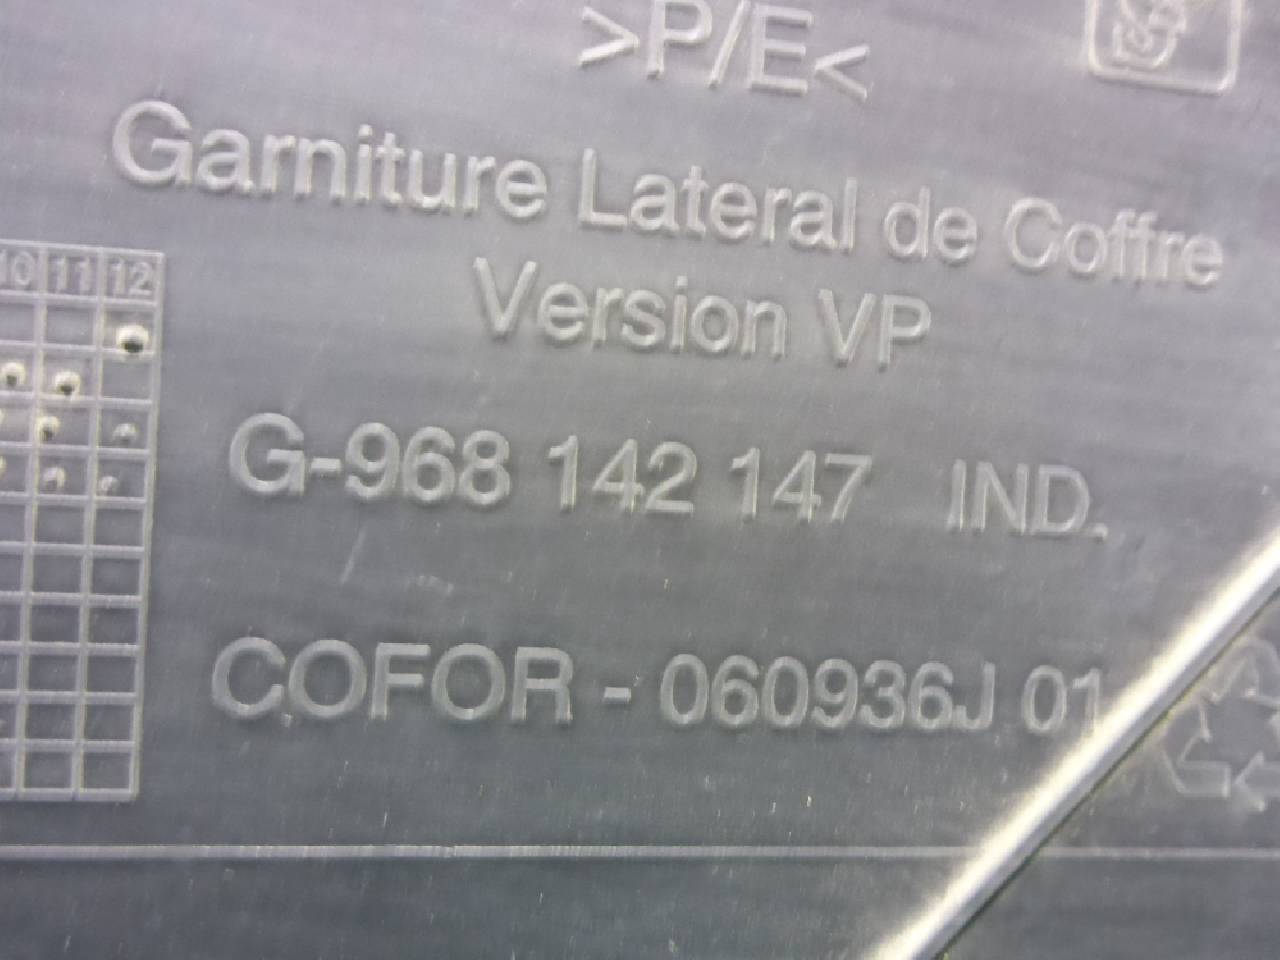 >P/E<
Garniture Lateral de Coffre
Version VP
10 11 12
G-968 142 147 IND.
COFOR - 060936J 01